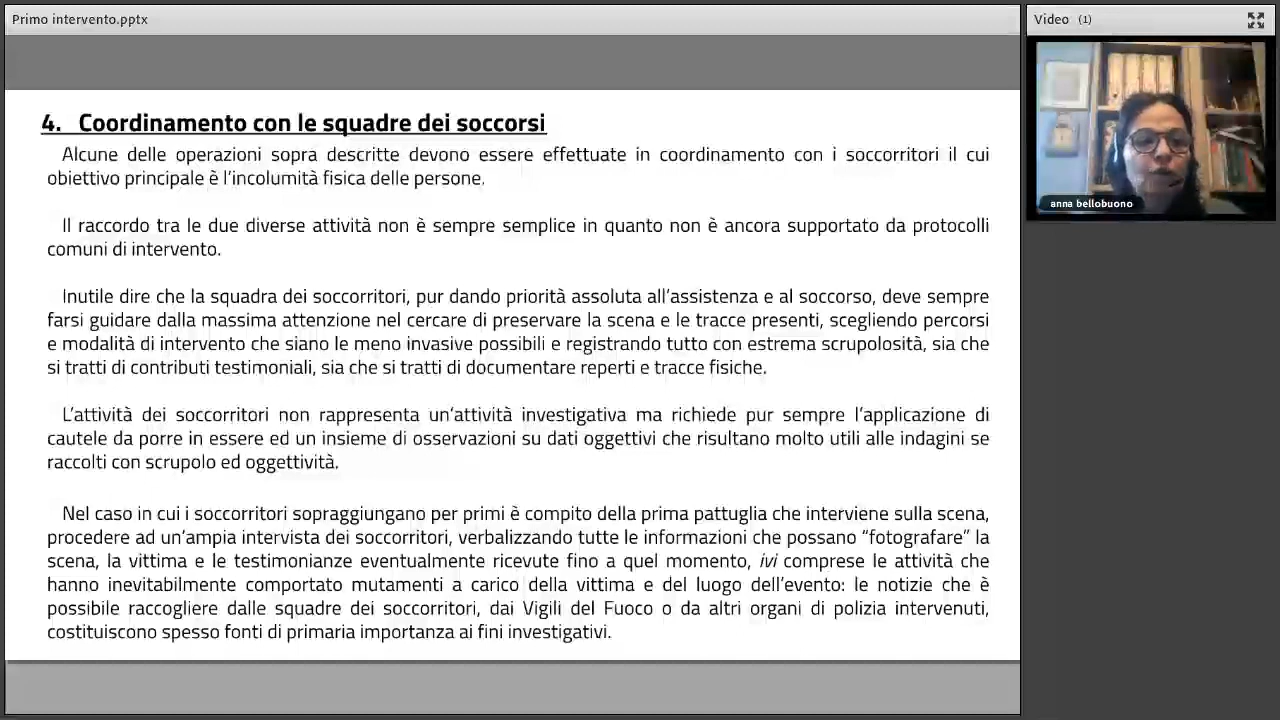 Primo intervento.pptx
Video (1)
anna bellobuono
4. Coordinamento con le squadre dei soccorsi
Alcune delle operazioni sopra descritte devono essere effettuate in coordinamento con i soccorritori il cui
obiettivo principale è l’incolumità fisica delle persone.
Il raccordo tra le due diverse attività non è sempre semplice in quanto non è ancora supportato da protocolli
comuni di intervento.
Inutile dire che la squadra dei soccorritori, pur dando priorità assoluta all’assistenza e al soccorso, deve sempre
farsi guidare dalla massima attenzione nel cercare di preservare la scena e le tracce presenti, scegliendo percorsi
e modalità di intervento che siano le meno invasive possibili e registrando tutto con estrema scrupolosità, sia che
si tratti di contributi testimoniali, sia che si tratti di documentare reperti e tracce fisiche.
L’attività dei soccorritori non rappresenta un’attività investigativa ma richiede pur sempre l’applicazione di
cautele da porre in essere ed un insieme di osservazioni su dati oggettivi che risultano molto utili alle indagini se
raccolti con scrupolo ed oggettività.
Nel caso in cui i soccorritori sopraggiungano per primi è compito della prima pattuglia che interviene sulla scena,
procedere ad un’ampia intervista dei soccorritori, verbalizzando tutte le informazioni che possano “fotografare” la
scena, la vittima e le testimonianze eventualmente ricevute fino a quel momento, ivi comprese le attività che
hanno inevitabilmente comportato mutamenti a carico della vittima e del luogo dell’evento: le notizie che è
possibile raccogliere dalle squadre dei soccorritori, dai Vigili del Fuoco o da altri organi di polizia intervenuti,
costituiscono spesso fonti di primaria importanza ai fini investigativi.